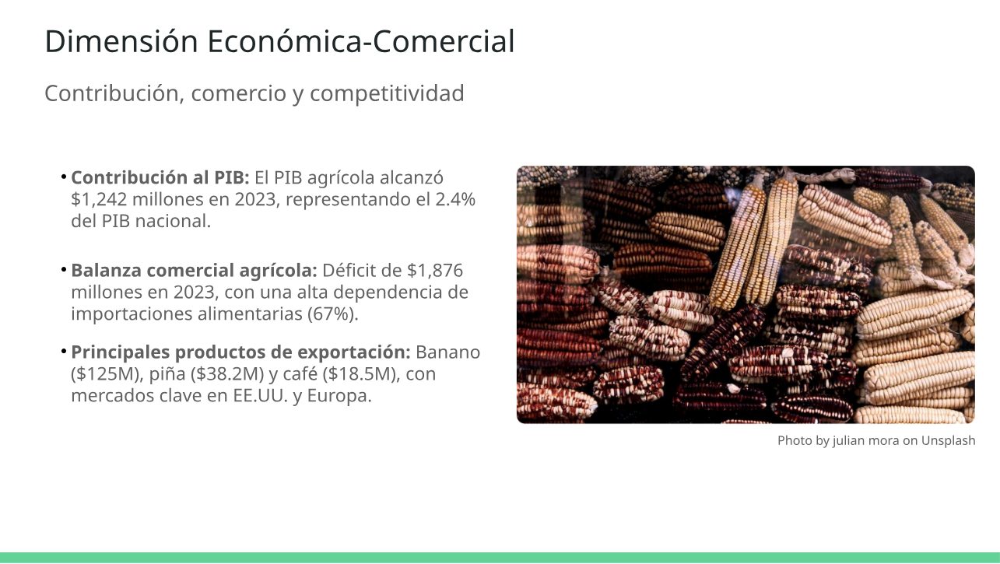 Dimensión Económica-Comercial
Contribución, comercio y competitividad
• Contribución al PIB: El PIB agrícola alcanzó
$1,242 millones en 2023, representando el 2.4%
del PIB nacional.
• Balanza comercial agrícola: Déficit de $1,876
millones en 2023, con una alta dependencia de
importaciones alimentarias (67%).
• Principales productos de exportación: Banano
($125M), piña ($38.2M) y café ($18.5M), con
mercados clave en EE.UU. y Europa.
Photo by julian mora on Unsplash